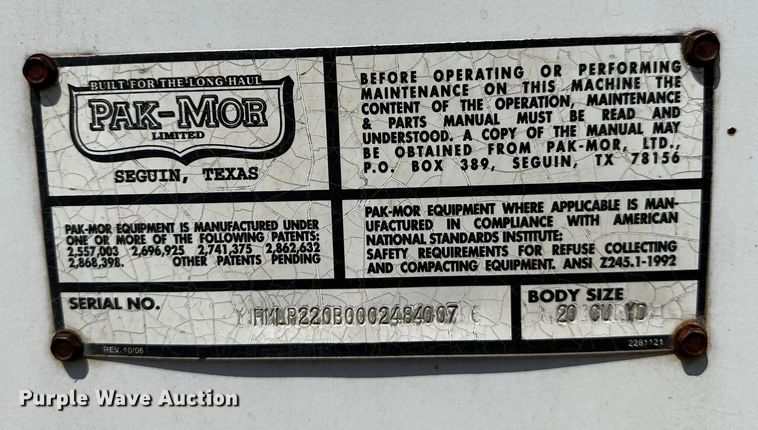 BUILT FOR THE LONG HAUL
PAK-MOR
LIMITED
SEGUIN, TEXAS
BEFORE OPERATING OR PERFORMING
MAINTENANCE ON THIS MACHINE THE
CONTENT OF THE OPERATION, MAINTENANCE
& PARTS MANUAL MUST BE READ AND
UNDERSTOOD. A COPY OF THE MANUAL MAY
BE OBTAINED FROM PAK-MOR, LTD.,
P.O. BOX 389, SEGUIN, TX 78156
PAK-MOR EQUIPMENT IS MANUFACTURED UNDER
ONE OR MORE OF THE FOLLOWING PATENTS:
2,557,003 2,696,925 2,741,375 2,862,632
2,868,398. OTHER PATENTS PENDING
PAK-MOR EQUIPMENT WHERE APPLICABLE IS MAN-
UFACTURED IN COMPLIANCE WITH AMERICAN
NATIONAL STANDARDS INSTITUTE:
SAFETY REQUIREMENTS FOR REFUSE COLLECTING
AND COMPACTING EQUIPMENT. ANSI Z245.1-1992
SERIAL NO.
BODY SIZE
20 CU YD
REV. 10/06
2281121
Purple Wave Auction